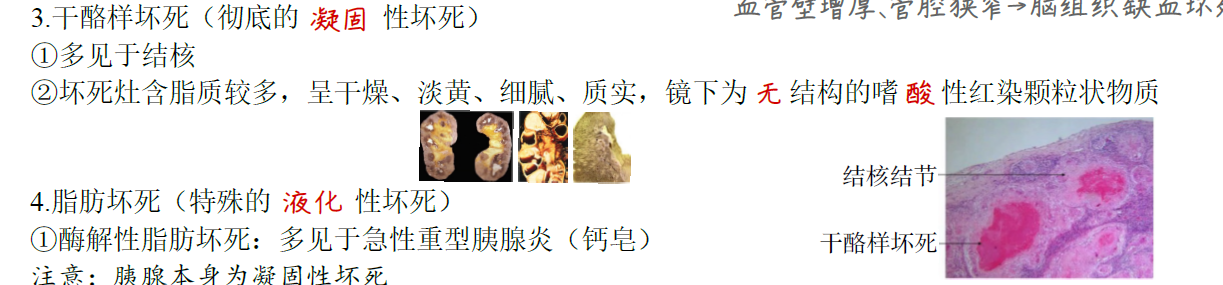 血管壁增厚、管腔狭窄→脑组织缺血坏死
3.干酪样坏死（彻底的 凝固 性坏死）
①多见于结核
②坏死灶含脂质较多，呈干燥、淡黄、细腻、质实，镜下为 无 结构的嗜 酸 性红染颗粒状物质
结核结节
4.脂肪坏死（特殊的 液化 性坏死）
①酶解性脂肪坏死：多见于急性重型胰腺炎（钙皂）
干酪样坏死
注意：胰腺本身为凝固性坏死